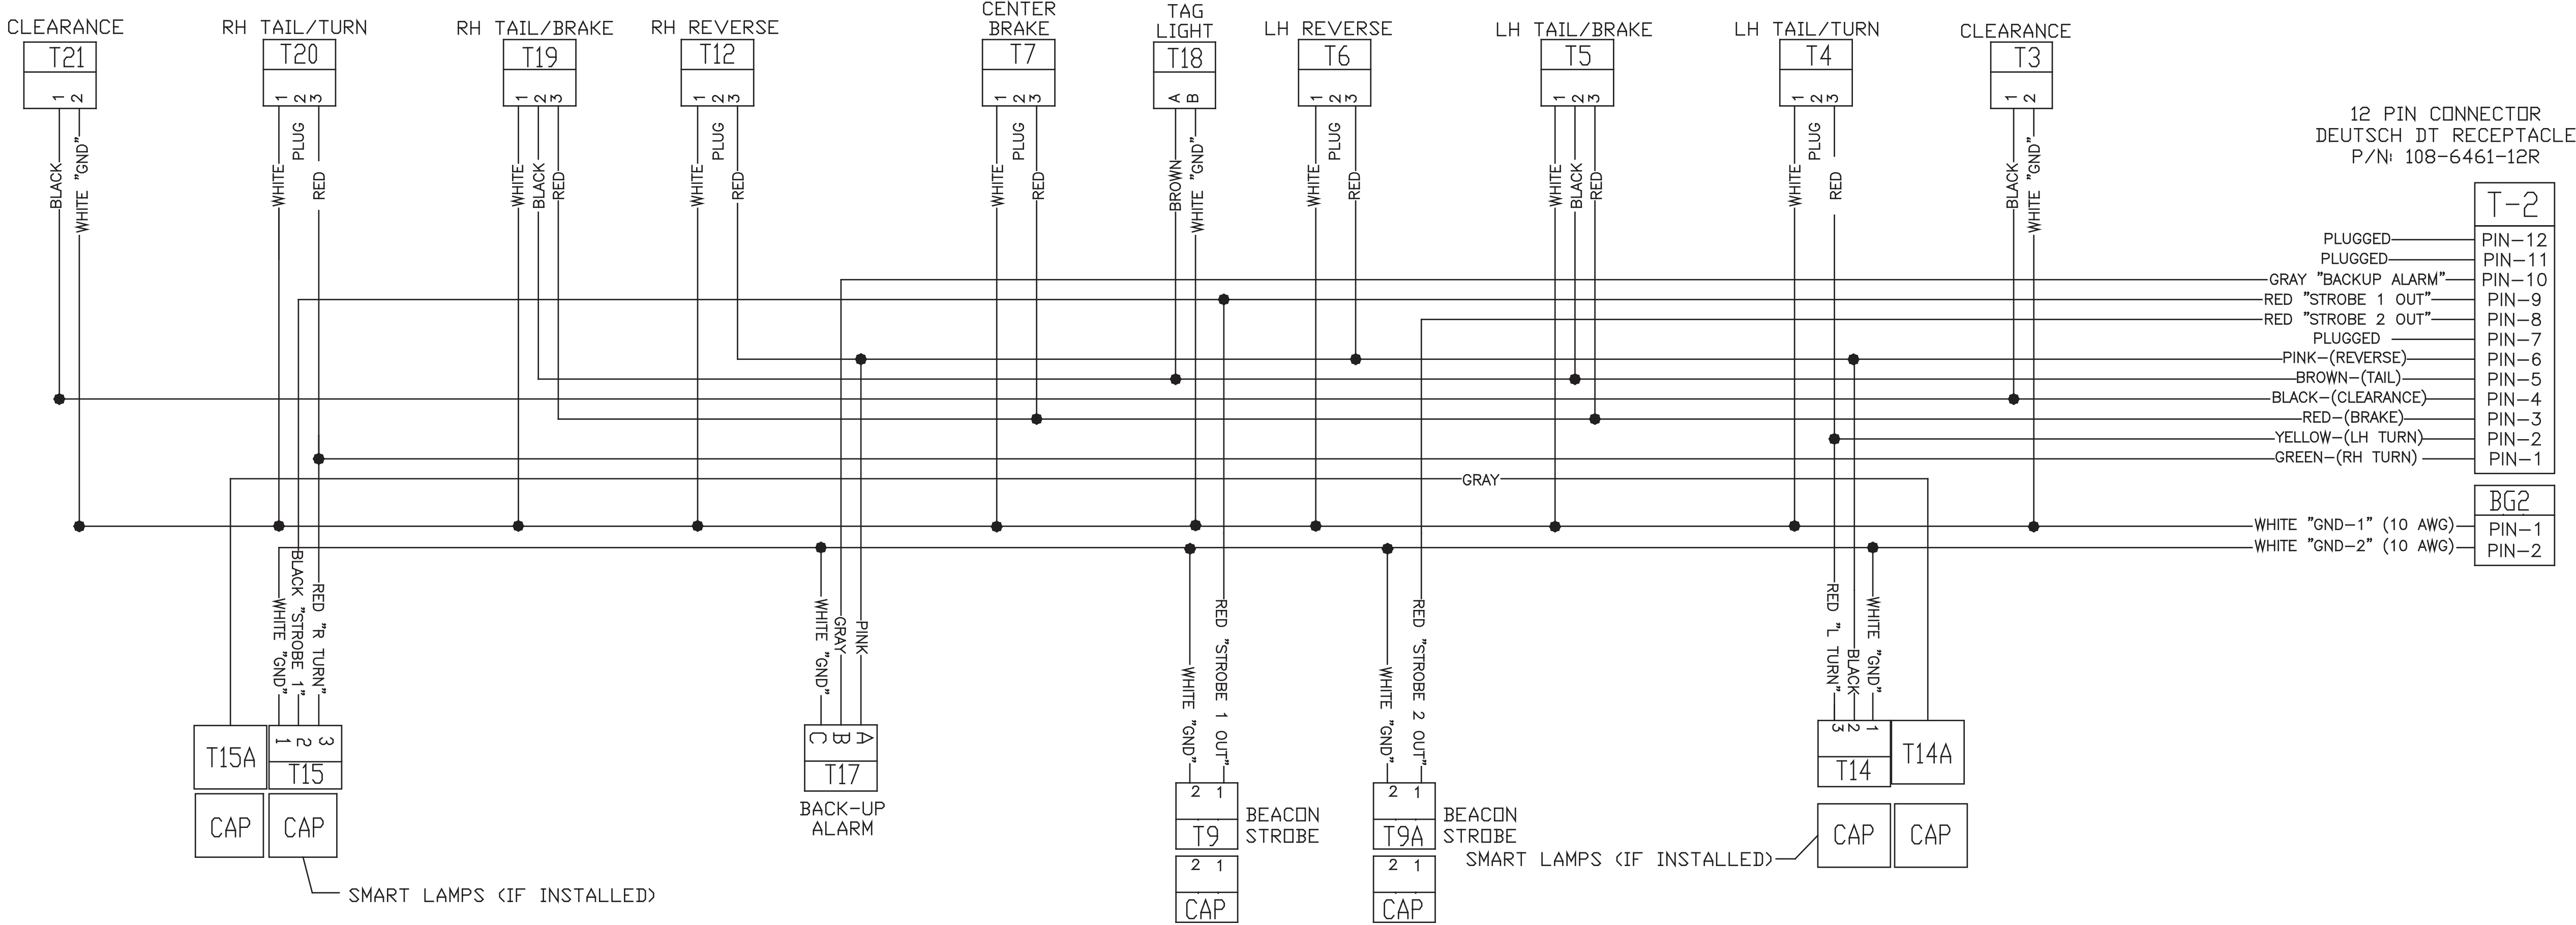 CLEARANCE
T21
1 2
BLACK
WHITE "GND"
RH TAIL/TURN
T20
1 2 3
WHITE
PLUG
RED
RH TAIL/BRAKE
T19
1 2 3
WHITE
BLACK
RED
RH REVERSE
T12
1 2 3
WHITE
PLUG
RED
CENTER
BRAKE
T7
1 2 3
WHITE
PLUG
RED
TAG
LIGHT
T18
A B
BROWN
WHITE "GND"
LH REVERSE
T6
1 2 3
WHITE
PLUG
RED
LH TAIL/BRAKE
T5
1 2 3
WHITE
BLACK
RED
LH TAIL/TURN
T4
1 2 3
WHITE
PLUG
RED
CLEARANCE
T3
1 2
BLACK
WHITE "GND"
12 PIN CONNECTOR
DEUTSCH DT RECEPTACLE
P/N: 108-6461-12R
T-2
PLUGGED PIN-12
PLUGGED PIN-11
GRAY "BACKUP ALARM" PIN-10
RED "STROBE 1 OUT" PIN-9
RED "STROBE 2 OUT" PIN-8
PLUGGED PIN-7
PINK-(REVERSE) PIN-6
BROWN-(TAIL) PIN-5
BLACK-(CLEARANCE) PIN-4
RED-(BRAKE) PIN-3
YELLOW-(LH TURN) PIN-2
GREEN-(RH TURN) PIN-1
GRAY
BG2
WHITE "GND-1" (10 AWG) PIN-1
WHITE "GND-2" (10 AWG) PIN-2
WHITE "GND"
BLACK "STROBE 1"
RED "R TURN"
T15A
1 2 3
T15
CAP
CAP
SMART LAMPS (IF INSTALLED)
WHITE "GND"
GRAY
PINK
C B A
T17
BACK-UP
ALARM
WHITE "GND"
RED "STROBE 1 OUT"
2 1
T9
BEACON
STROBE
2 1
CAP
WHITE "GND"
RED "STROBE 2 OUT"
2 1
T9A
BEACON
STROBE
2 1
CAP
RED "L TURN"
BLACK
WHITE "GND"
3 2 1
T14
T14A
CAP
CAP
SMART LAMPS (IF INSTALLED)